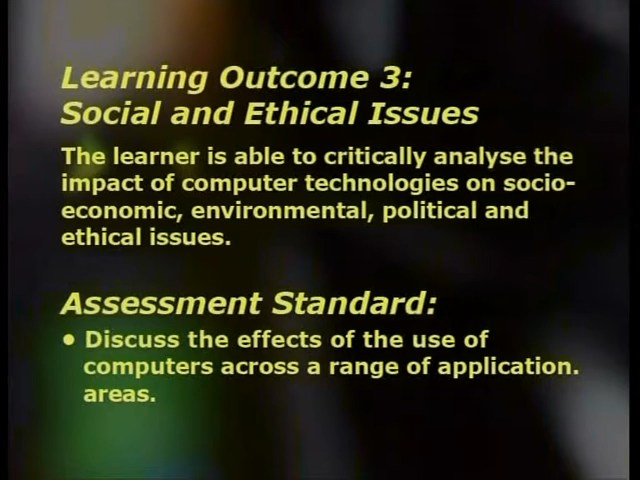 Learning Outcome 3:
Social and Ethical Issues
The learner is able to critically analyse the
impact of computer technologies on socio-
economic, environmental, political and
ethical issues.
Assessment Standard:
• Discuss the effects of the use of
computers across a range of application.
areas.